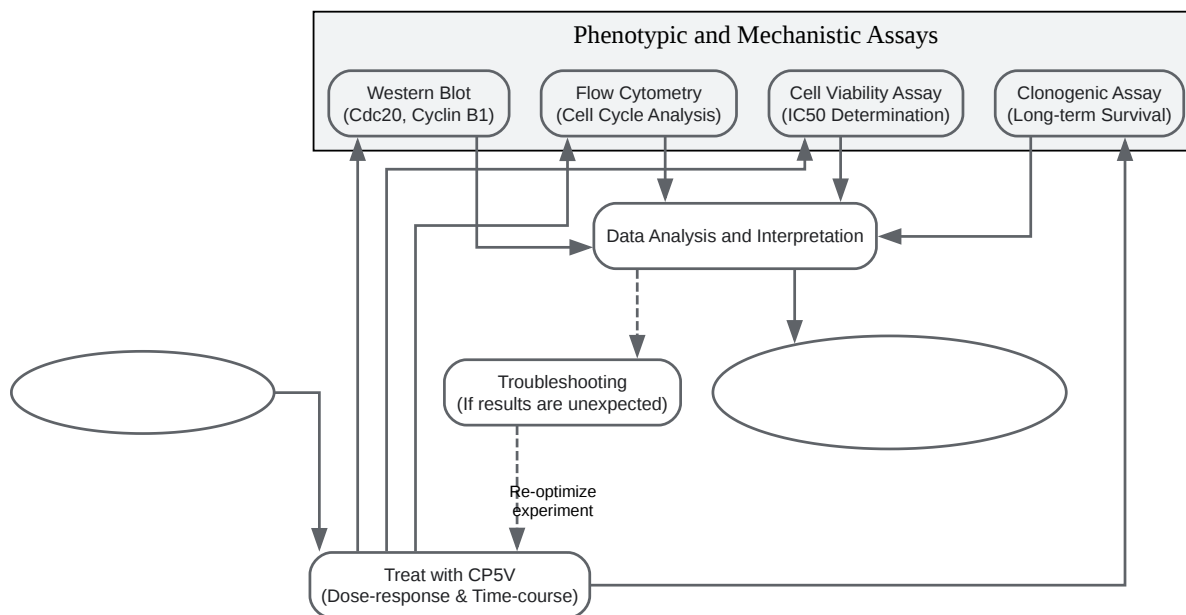 Phenotypic and Mechanistic Assays
Western Blot
(Cdc20, Cyclin B1)
Flow Cytometry
(Cell Cycle Analysis)
Cell Viability Assay
(IC50 Determination)
Clonogenic Assay
(Long-term Survival)
Data Analysis and Interpretation
Troubleshooting
(If results are unexpected)
Re-optimize
experiment
Treat with CP5V
(Dose-response & Time-course)